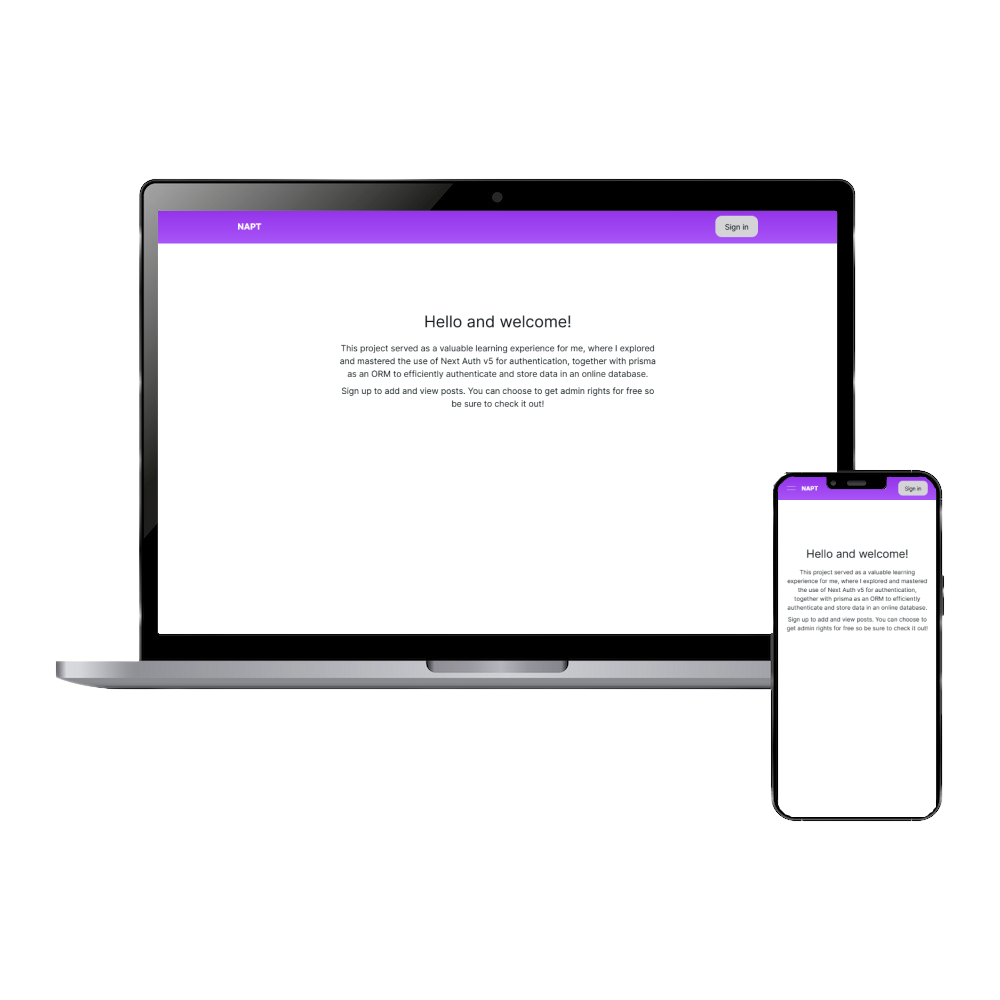 NAPT
Sign in
Hello and welcome!
This project served as a valuable learning experience for me, where I explored
and mastered the use of Next Auth v5 for authentication, together with prisma
as an ORM to efficiently authenticate and store data in an online database.
Sign up to add and view posts. You can choose to get admin rights for free so
be sure to check it out!
NAPT
Sign in
Hello and welcome!
This project served as a valuable learning
experience for me, where I explored and mastered
the use of Next Auth v5 for authentication,
together with prisma as an ORM to efficiently
authenticate and store data in an online database.
Sign up to add and view posts. You can choose to
get admin rights for free so be sure to check it out!